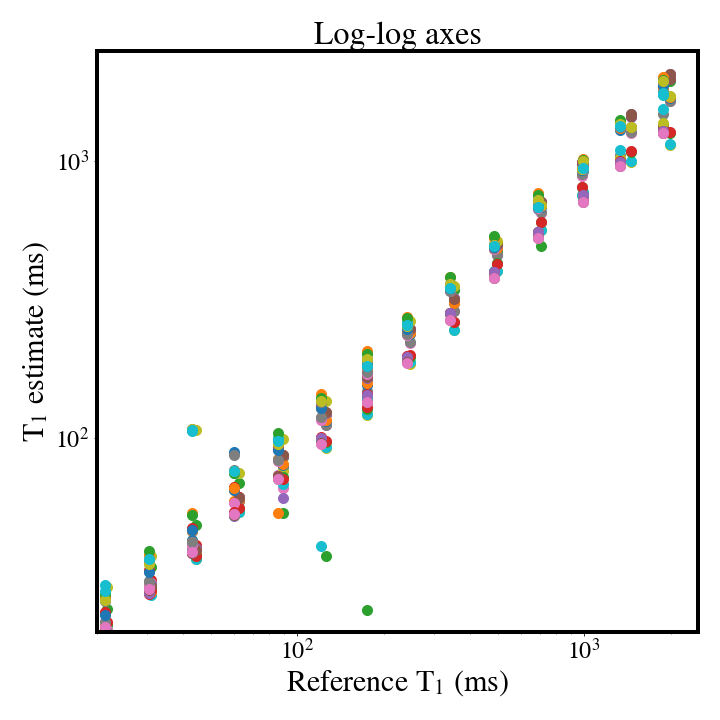 Log-log axes
T₁ estimate (ms)
10³
10²
10² 10³
Reference T₁ (ms)